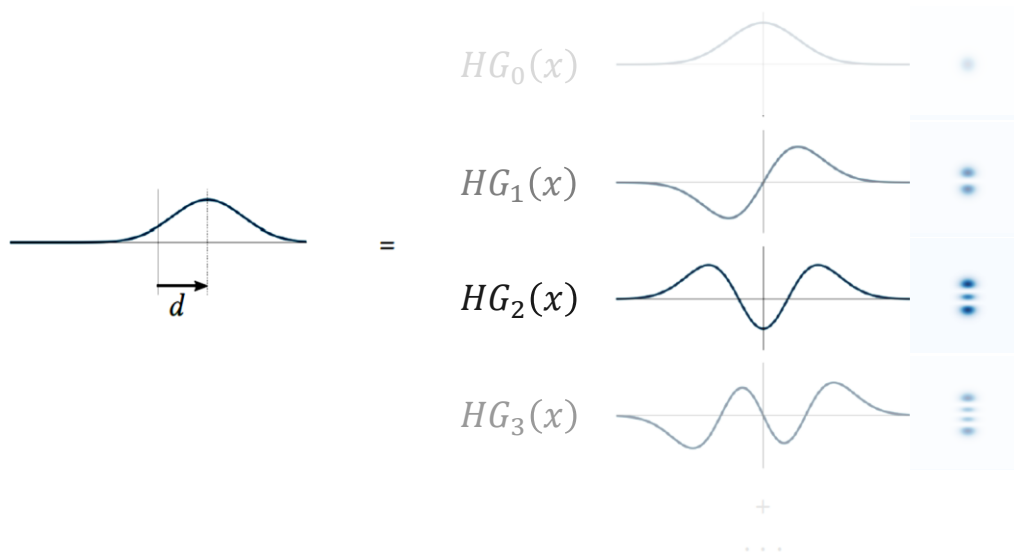 HG₀(x)
HG₁(x)
d
=
HG₂(x)
HG₃(x)
+
...